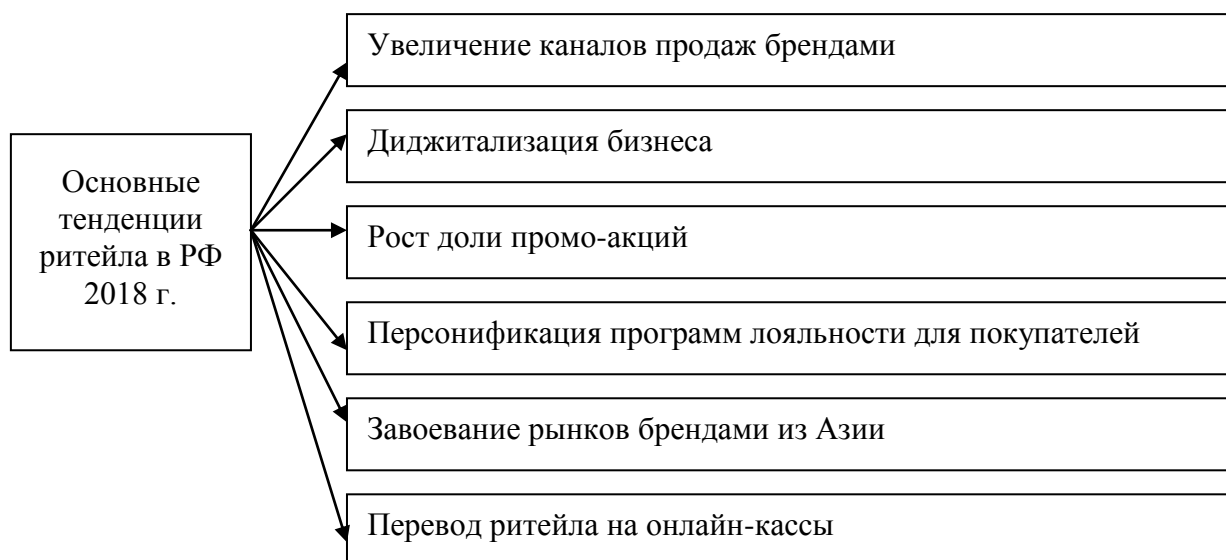 Основные
тенденции
ритейла в РФ
2018 г.
Увеличение каналов продаж брендами
Диджитализация бизнеса
Рост доли промо-акций
Персонификация программ лояльности для покупателей
Завоевание рынков брендами из Азии
Перевод ритейла на онлайн-кассы